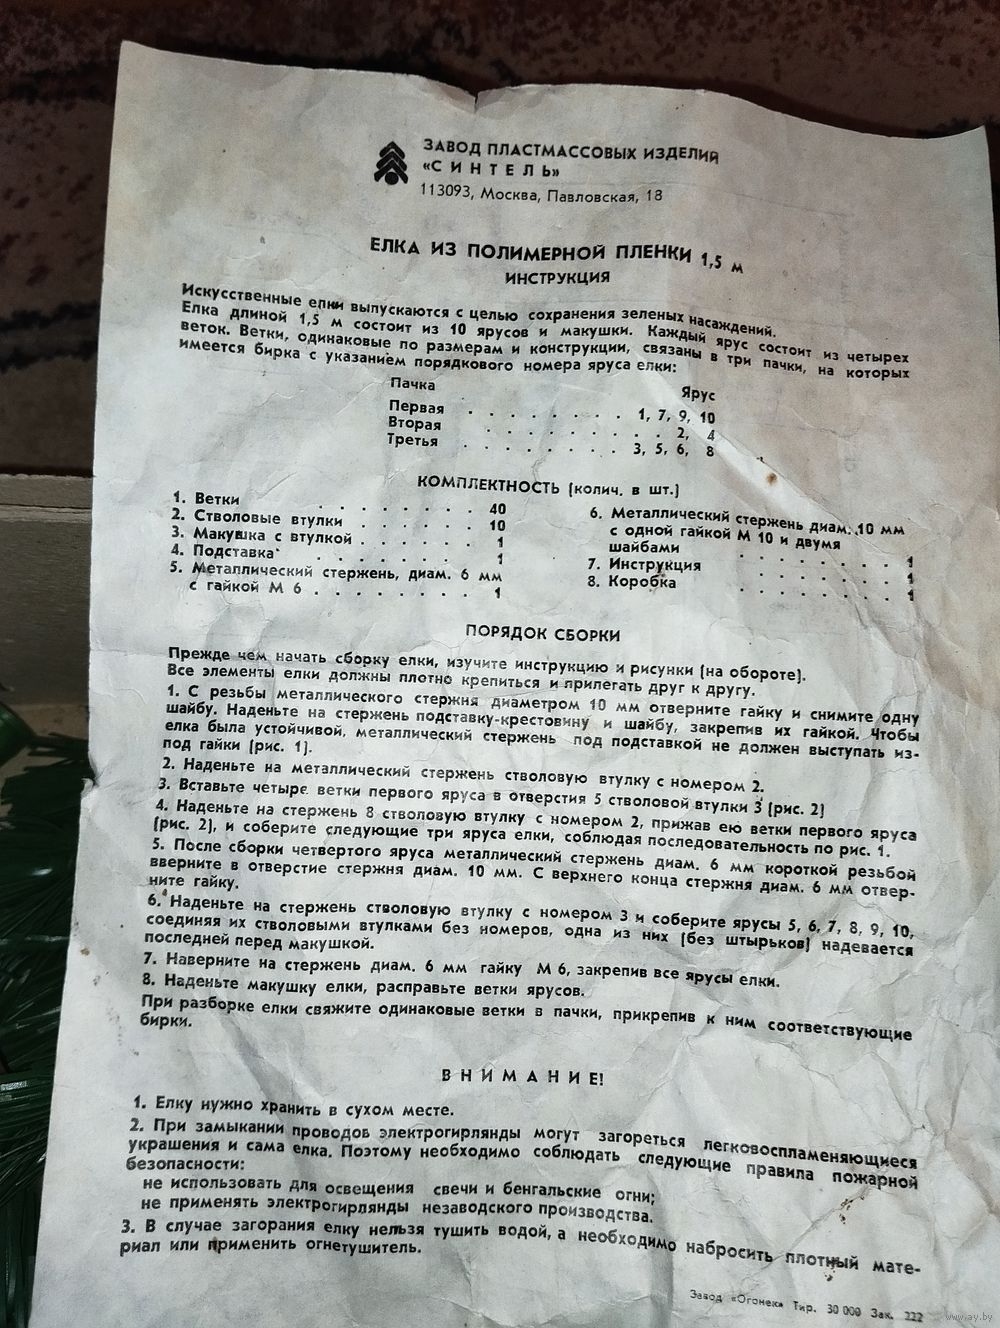 ЗАВОД ПЛАСТМАССОВЫХ ИЗДЕЛИЙ
«СИНТЕЛЬ»
113093, Москва, Павловская, 18
ЕЛКА ИЗ ПОЛИМЕРНОЙ ПЛЕНКИ 1,5 м
ИНСТРУКЦИЯ
Искусственные елки выпускаются с целью сохранения зеленых насаждений.
Елка длиной 1,5 м состоит из 10 ярусов и макушки. Каждый ярус состоит из четырех
веток. Ветки, одинаковые по размерам и конструкции, связаны в три пачки, на которых
имеется бирка с указанием порядкового номера яруса елки:
Пачка Ярус
Первая . . . . . . . . . 1, 7, 9, 10
Вторая . . . . . . . . . . 2, 4
Третья . . . . . . . . . 3, 5, 6, 8
КОМПЛЕКТНОСТЬ (колич. в шт.)
1. Ветки . . . . . . . . 40
2. Стволовые втулки . . . . . . 10
3. Макушка с втулкой . . . . . . 1
4. Подставка . . . . . . . 1
5. Металлический стержень, диам. 6 мм
с гайкой М 6 . . . . . . . . 1
6. Металлический стержень диам. 10 мм
с одной гайкой М 10 и двумя
шайбами . . . . . . . . 1
7. Инструкция . . . . . . . 1
8. Коробка . . . . . . . . 1
ПОРЯДОК СБОРКИ
Прежде чем начать сборку елки, изучите инструкцию и рисунки (на обороте).
Все элементы елки должны плотно крепиться и прилегать друг к другу.
1. С резьбы металлического стержня диаметром 10 мм отверните гайку и снимите одну
шайбу. Наденьте на стержень подставку-крестовину и шайбу, закрепив их гайкой. Чтобы
елка была устойчивой, металлический стержень под подставкой не должен выступать из-
под гайки (рис. 1).
2. Наденьте на металлический стержень стволовую втулку с номером 2.
3. Вставьте четыре ветки первого яруса в отверстия 5 стволовой втулки 3 (рис. 2)
4. Наденьте на стержень 8 стволовую втулку с номером 2, прижав ею ветки первого яруса
(рис. 2), и соберите следующие три яруса елки, соблюдая последовательность по рис. 1.
5. После сборки четвертого яруса металлический стержень диам. 6 мм короткой резьбой
вверните в отверстие стержня диам. 10 мм. С верхнего конца стержня диам. 6 мм отвер-
ните гайку.
6. Наденьте на стержень стволовую втулку с номером 3 и соберите ярусы 5, 6, 7, 8, 9, 10,
соединяя их стволовыми втулками без номеров, одна из них (без штырьков) надевается
последней перед макушкой.
7. Наверните на стержень диам. 6 мм гайку М 6, закрепив все ярусы елки.
8. Наденьте макушку елки, расправьте ветки ярусов.
При разборке елки свяжите одинаковые ветки в пачки, прикрепив к ним соответствующие
бирки.
ВНИМАНИЕ!
1. Елку нужно хранить в сухом месте.
2. При замыкании проводов электрогирлянды могут загореться легковоспламеняющиеся
украшения и сама елка. Поэтому необходимо соблюдать следующие правила пожарной
безопасности:
не использовать для освещения свечи и бенгальские огни;
не применять электрогирлянды незаводского производства.
3. В случае загорания елку нельзя тушить водой, а необходимо набросить плотный мате-
риал или применить огнетушитель.
Завод «Огонек» Тир. 30 000 Зак. 222
www.ay.by